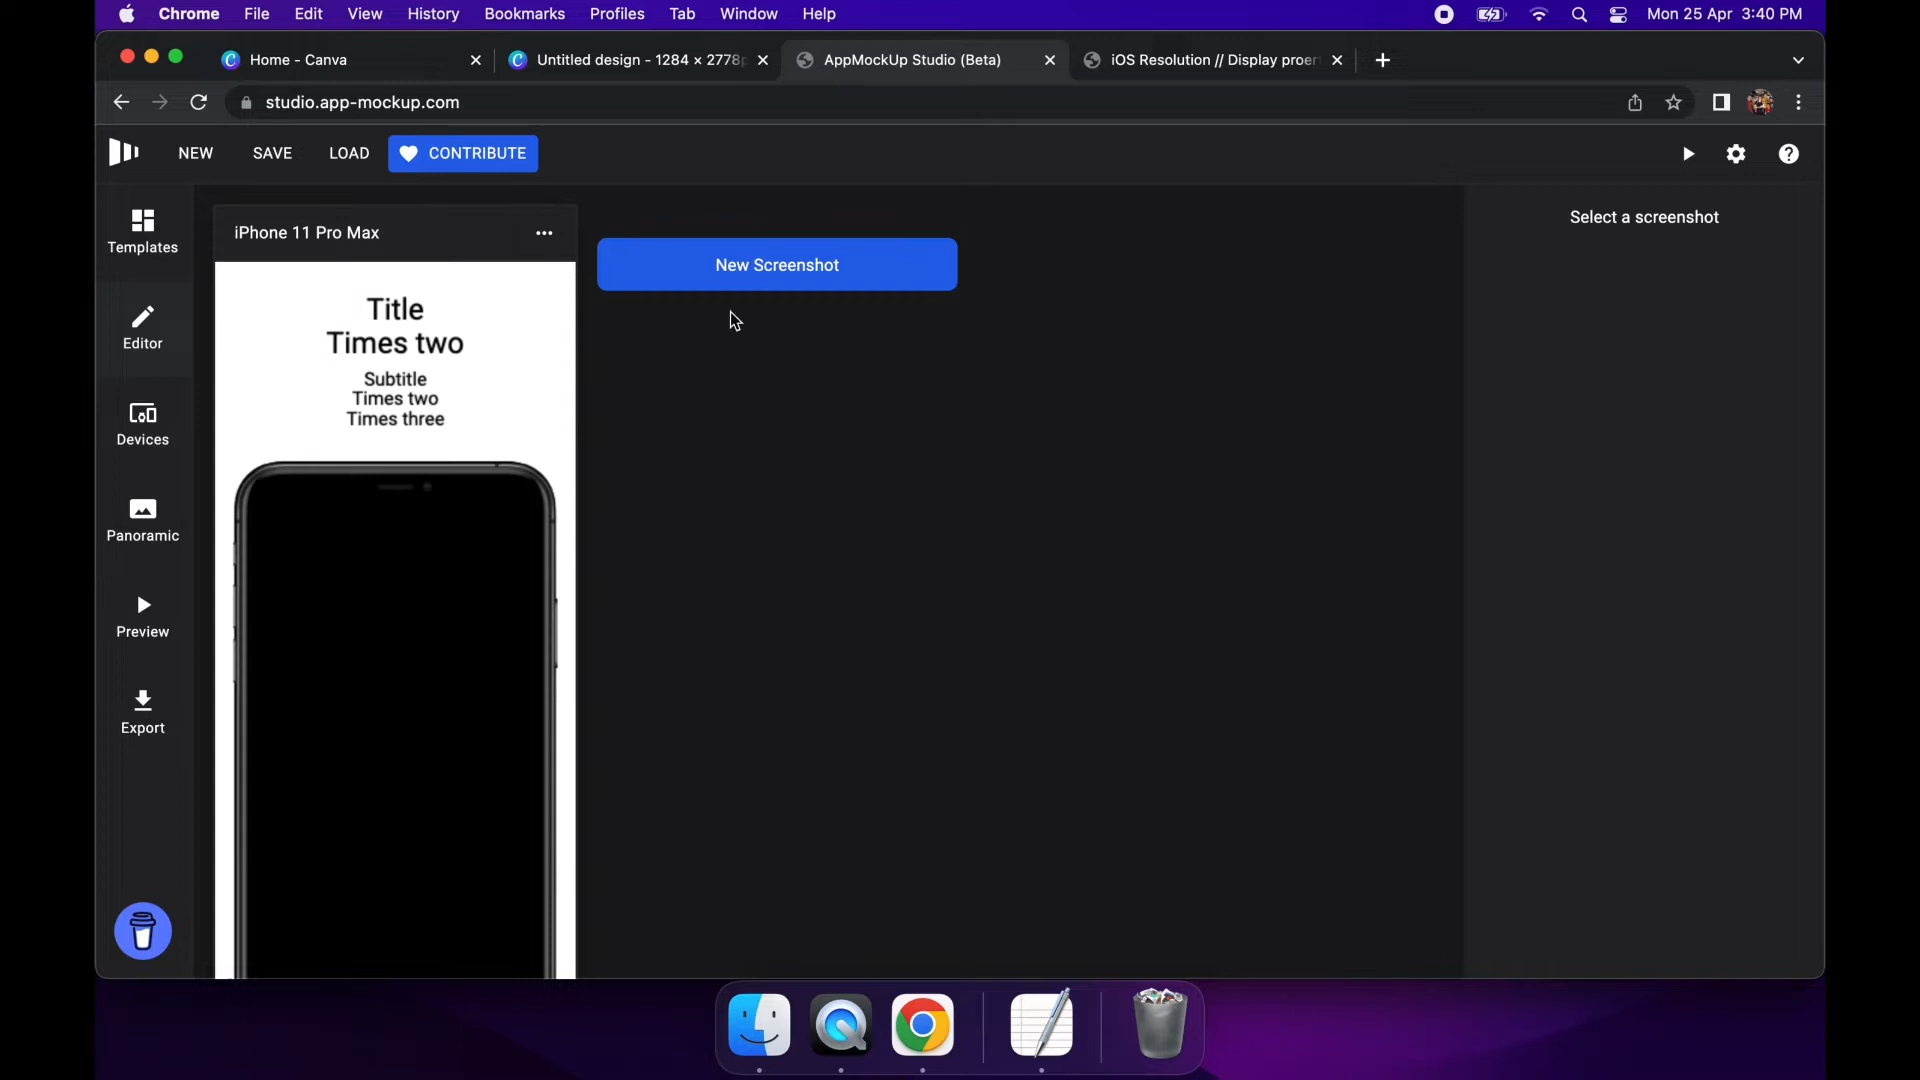 Chrome File Edit View History Bookmarks Profiles Tab Window Help Mon 25 Apr 3:40 PM
Home - Canva Untitled design - 1284 × 2778p AppMockUp Studio (Beta) iOS Resolution // Display proer
studio.app-mockup.com
NEW SAVE LOAD CONTRIBUTE
Templates
Editor
Devices
Panoramic
Preview
Export
iPhone 11 Pro Max
Title
Times two
Subtitle
Times two
Times three
New Screenshot
Select a screenshot